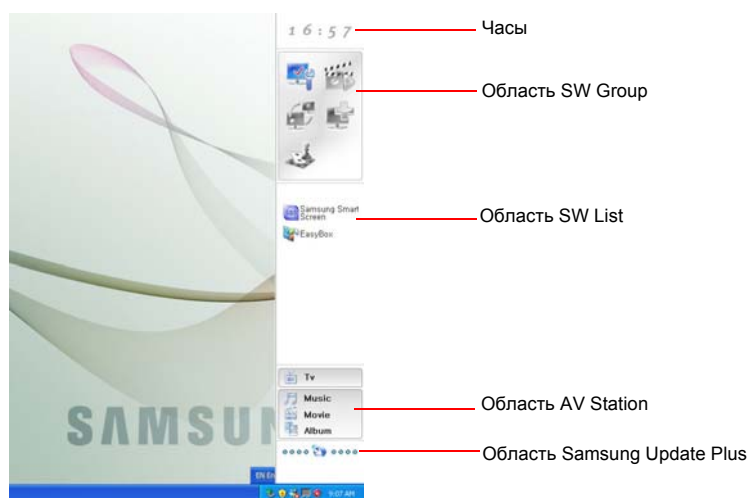 16:57
Часы
Область SW Group
Samsung Smart
Screen
Область SW List
EasyBox
Tv
Music
Movie
Album
Область AV Station
SAMSUN
Область Samsung Update Plus
EN En
9:07 AM